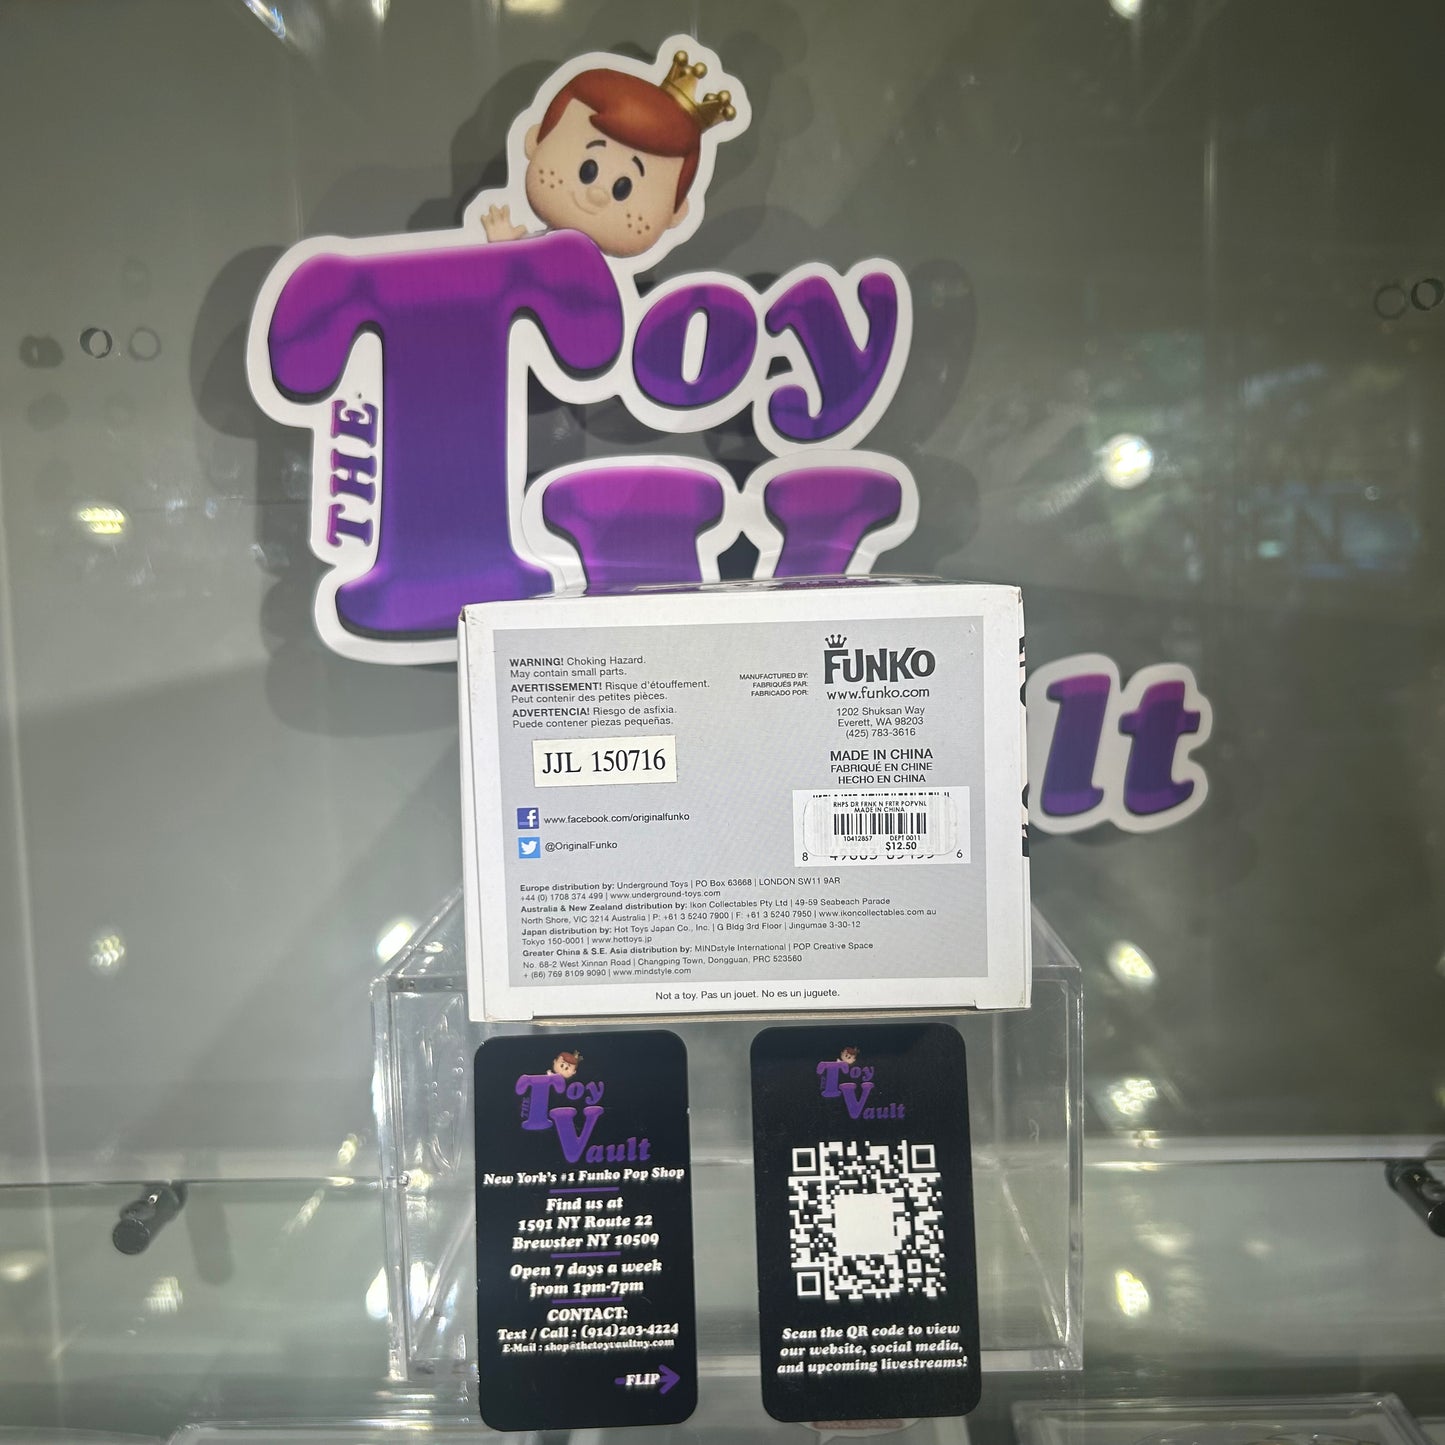 THE Toy
V
lt
WARNING! Choking Hazard.
May contain small parts.
AVERTISSEMENT! Risque d'étouffement.
Peut contenir des petites pièces.
ADVERTENCIA! Riesgo de asfixia.
Puede contener piezas pequeñas.
JJL 150716
www.facebook.com/originalfunko
@OriginalFunko
MANUFACTURED BY:
FABRIQUÉS PAR:
FABRICADO POR:
FUNKO
www.funko.com
1202 Shuksan Way
Everett, WA 98203
(425) 783-3616
MADE IN CHINA
FABRIQUÉ EN CHINE
HECHO EN CHINA
RHPS DR FRNK N FRTR POPVNL
MADE IN CHINA
10412857 DEPT 0011
$12.50
8 6
Europe distribution by: Underground Toys | PO Box 63668 | LONDON SW11 9AR
+44 (0) 1708 374 499 | www.underground-toys.com
Australia & New Zealand distribution by: Ikon Collectables Pty Ltd | 49-59 Seabeach Parade
North Shore, VIC 3214 Australia | P: +61 3 5240 7900 | F: +61 3 5240 7950 | www.ikoncollectables.com.au
Japan distribution by: Hot Toys Japan Co., Inc. | G Bldg 3rd Floor | Jingumae 3-30-12
Tokyo 150-0001 | www.hottoys.jp
Greater China & S.E. Asia distribution by: MINDstyle International | POP Creative Space
No. 68-2 West Xinnan Road | Changping Town, Dongguan, PRC 523560
+ (86) 769 8109 9090 | www.mindstyle.com
Not a toy. Pas un jouet. No es un juguete.
THE Toy
Vault
New York's #1 Funko Pop Shop
Find us at
1591 NY Route 22
Brewster NY 10509
Open 7 days a week
from 1pm-7pm
CONTACT:
Text / Call : (914)203-4224
E-Mail : shop@thetoyvaultny.com
FLIP
THE Toy
Vault
Scan the QR code to view
our website, social media,
and upcoming livestreams!